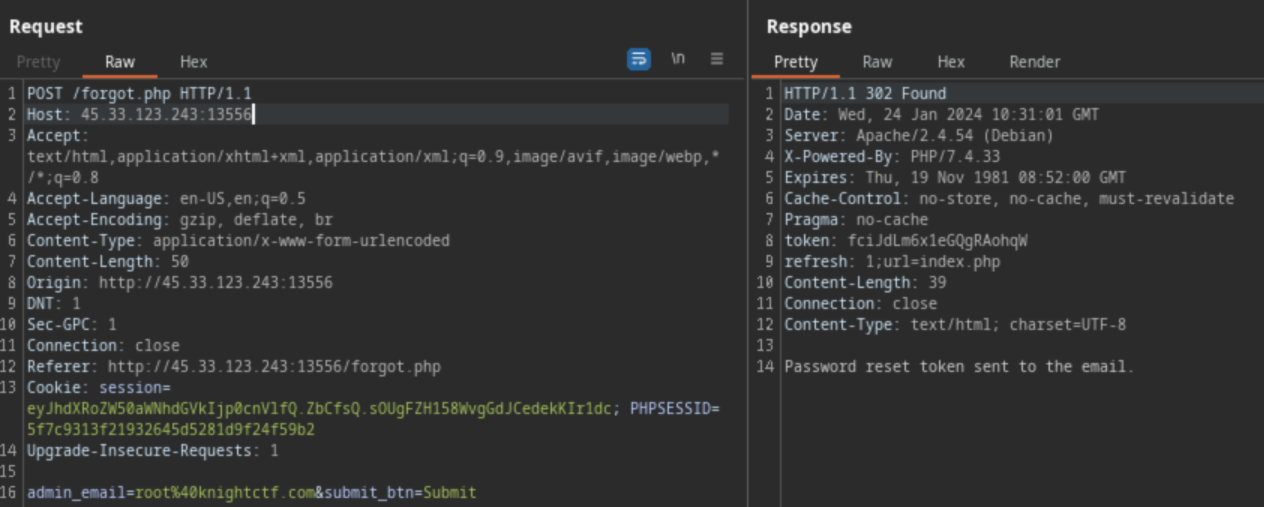 Request
Pretty Raw Hex \n
1 POST /forgot.php HTTP/1.1
2 Host: 45.33.123.243:13556
3 Accept:
text/html,application/xhtml+xml,application/xml;q=0.9,image/avif,image/webp,*
/*;q=0.8
4 Accept-Language: en-US,en;q=0.5
5 Accept-Encoding: gzip, deflate, br
6 Content-Type: application/x-www-form-urlencoded
7 Content-Length: 50
8 Origin: http://45.33.123.243:13556
9 DNT: 1
10 Sec-GPC: 1
11 Connection: close
12 Referer: http://45.33.123.243:13556/forgot.php
13 Cookie: session=
eyJhdXRoZW50aWNhdGVkIjp0cnVlfQ.ZbCfsQ.sOUgFZH158WvgGdJCedekKIr1dc; PHPSESSID=
5f7c9313f21932645d5281d9f24f59b2
14 Upgrade-Insecure-Requests: 1
15
16 admin_email=root%40knightctf.com&submit_btn=Submit
Response
Pretty Raw Hex Render
1 HTTP/1.1 302 Found
2 Date: Wed, 24 Jan 2024 10:31:01 GMT
3 Server: Apache/2.4.54 (Debian)
4 X-Powered-By: PHP/7.4.33
5 Expires: Thu, 19 Nov 1981 08:52:00 GMT
6 Cache-Control: no-store, no-cache, must-revalidate
7 Pragma: no-cache
8 token: fciJdLm6x1eGQgRAohqW
9 refresh: 1;url=index.php
10 Content-Length: 39
11 Connection: close
12 Content-Type: text/html; charset=UTF-8
13
14 Password reset token sent to the email.